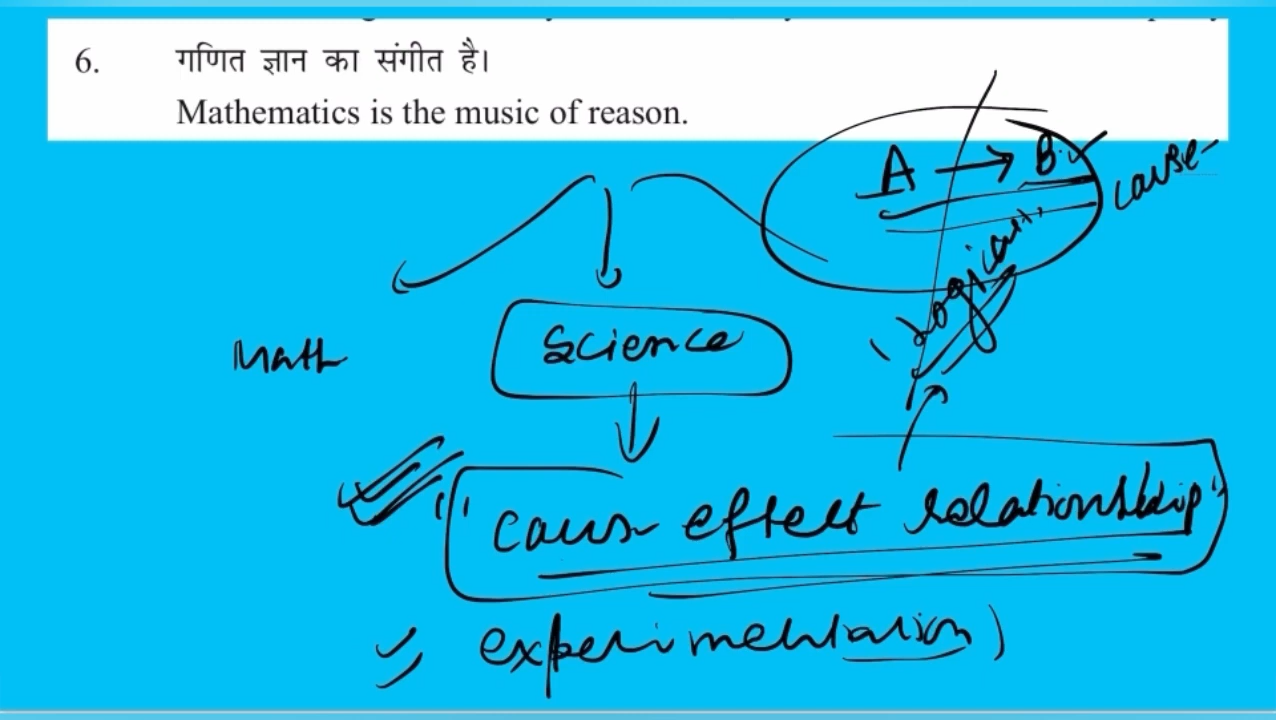 6. गणित ज्ञान का संगीत है।
Mathematics is the music of reason.
A → B
cause
Logical
Math
Science
"cause effect relationship"
experimentation)